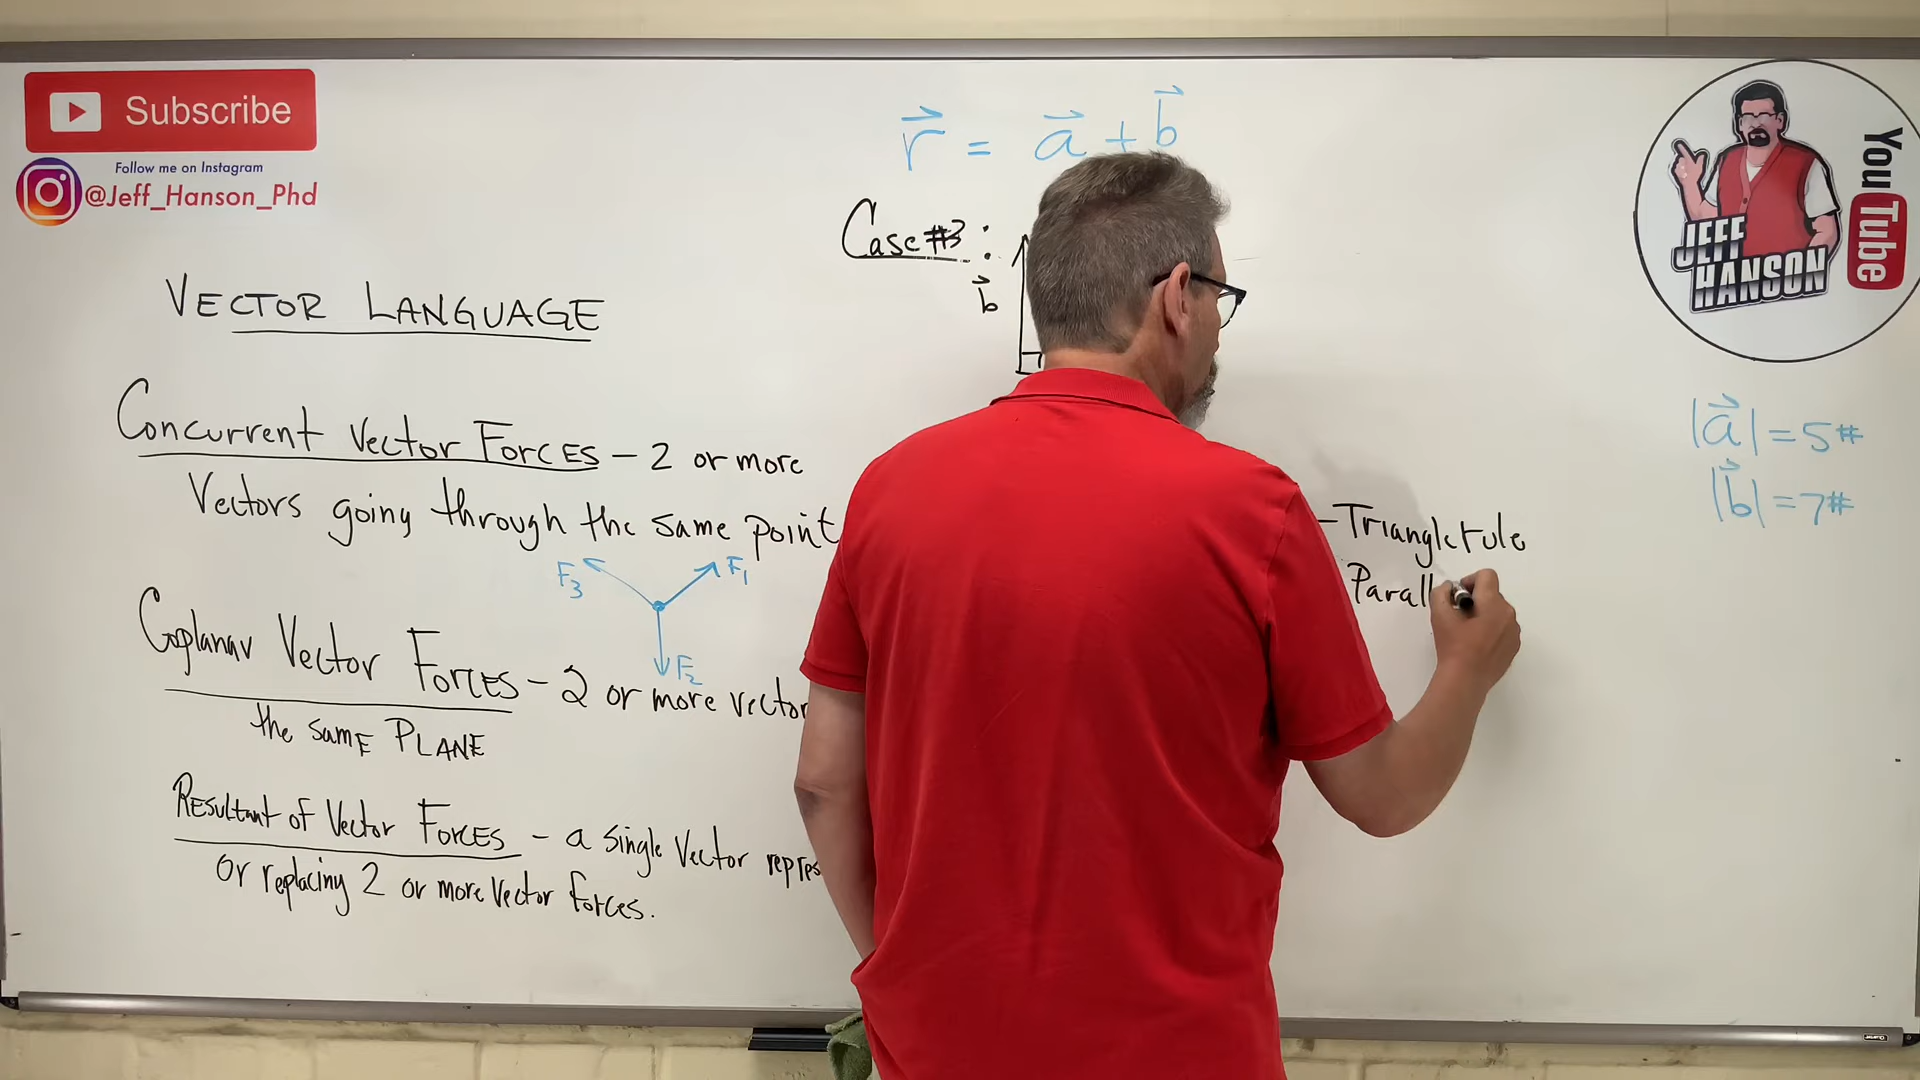 Subscribe
Follow me on Instagram
@Jeff_Hanson_Phd
VECTOR LANGUAGE
Concurrent Vector Forces – 2 or more
Vectors going through the same point
F3
F1
F2
Coplanar Vector Forces – 2 or more vector
the same PLANE
Resultant of Vector Forces – a single Vector repres
or replacing 2 or more Vector forces.
r⃗ = a⃗ + b⃗
Case #3:
b⃗
-Triangle rule
Parall
YouTube
JEFF
HANSON
|a⃗| = 5#
|b⃗| = 7#